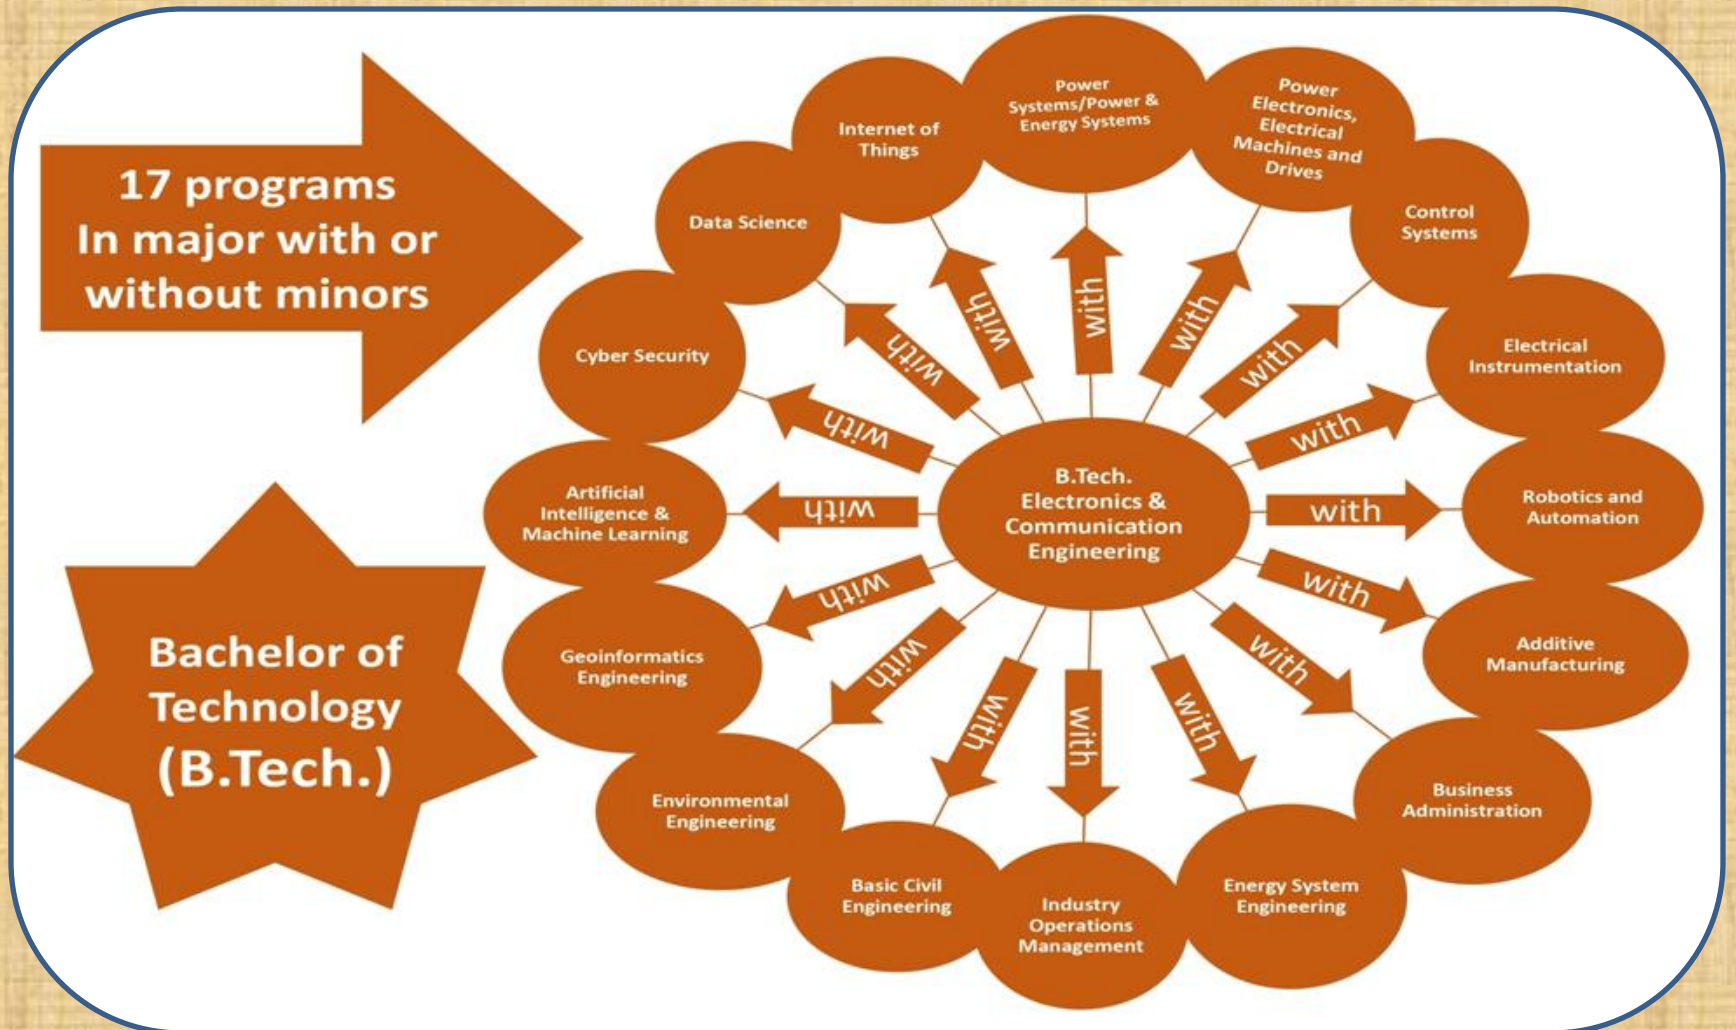 17 programs
In major with or
without minors
Bachelor of
Technology
(B.Tech.)
B.Tech.
Electronics &
Communication
Engineering
with
Power
Systems/Power &
Energy Systems
with
Power
Electronics,
Electrical
Machines and
Drives
with
Control
Systems
with
Electrical
Instrumentation
with
Robotics and
Automation
with
Additive
Manufacturing
with
Business
Administration
with
Energy System
Engineering
with
Industry
Operations
Management
with
Basic Civil
Engineering
with
Environmental
Engineering
with
Geoinformatics
Engineering
with
Artificial
Intelligence &
Machine Learning
with
Cyber Security
with
Data Science
with
Internet of
Things